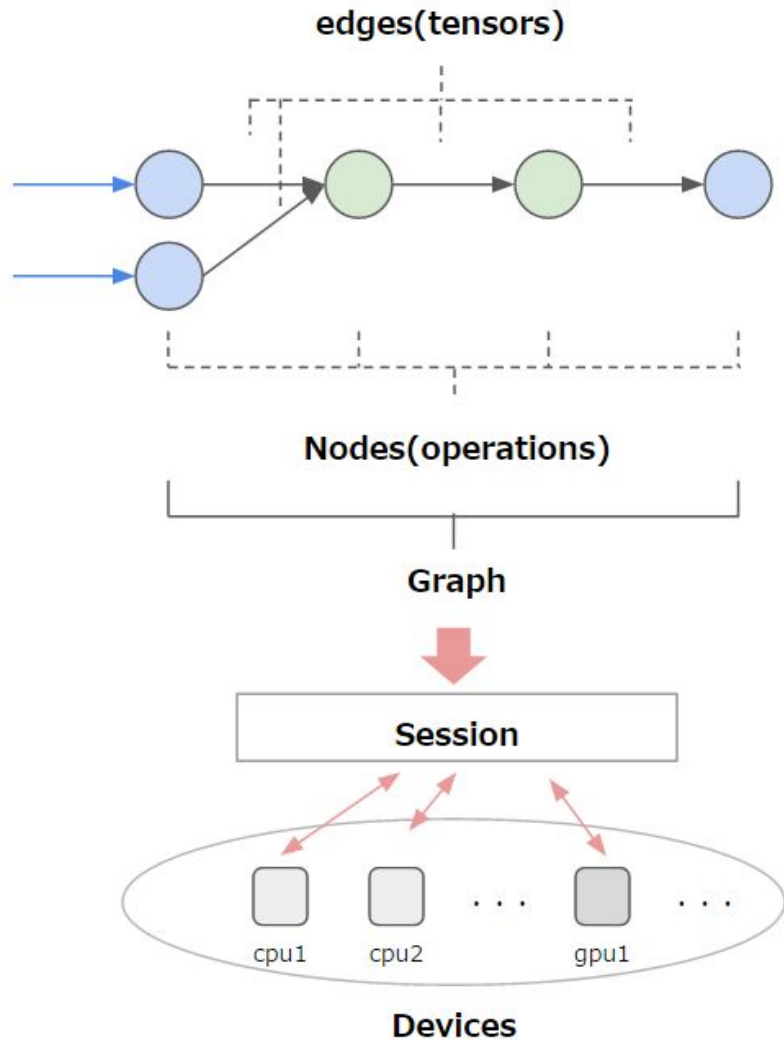 edges(tensors)
Nodes(operations)
Graph
Session
. . .
. . .
cpu1
cpu2
gpu1
Devices